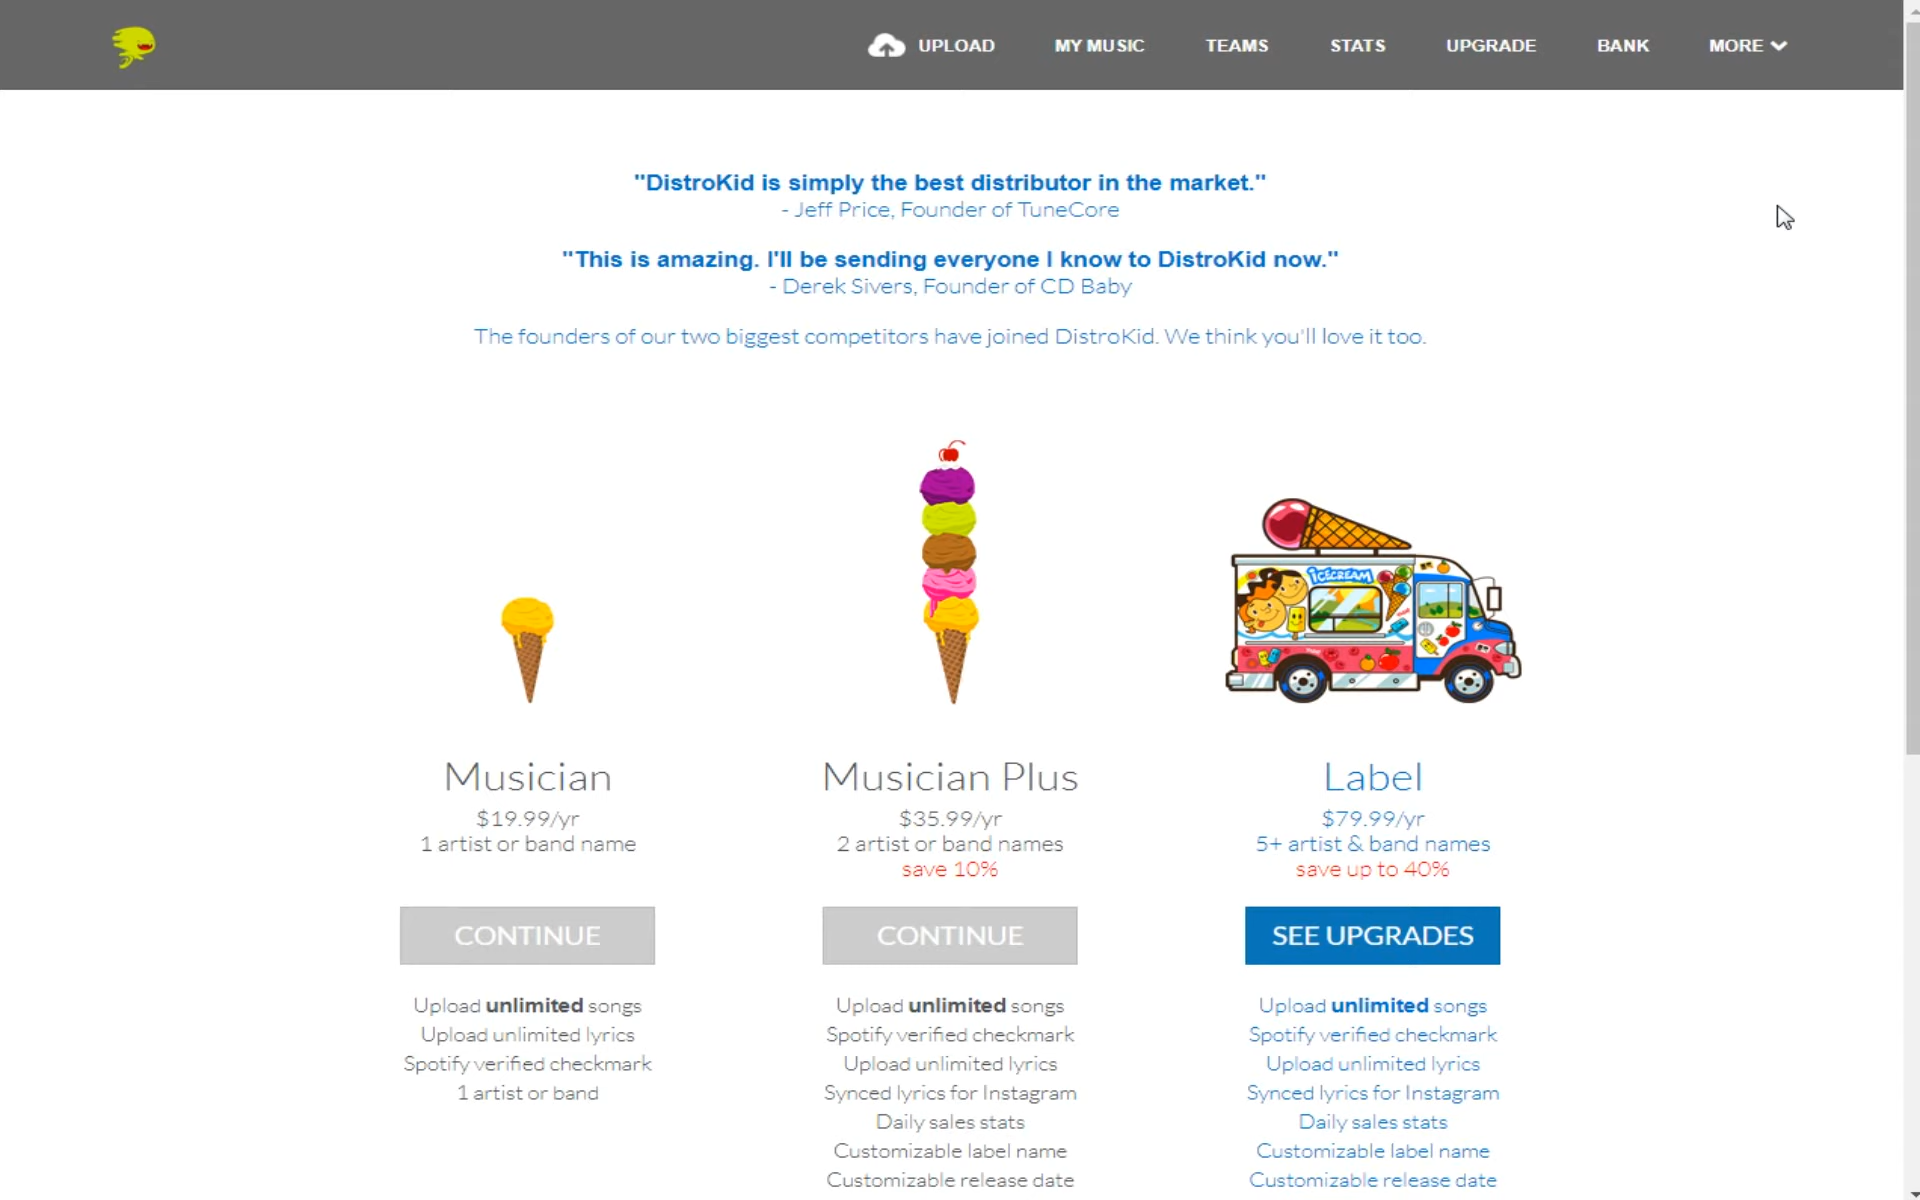 UPLOAD
MY MUSIC
TEAMS
STATS
UPGRADE
BANK
MORE
"DistroKid is simply the best distributor in the market."
- Jeff Price, Founder of TuneCore
"This is amazing. I'll be sending everyone I know to DistroKid now."
- Derek Sivers, Founder of CD Baby
The founders of our two biggest competitors have joined DistroKid. We think you'll love it too.
ICECREAM
Musician
$19.99/yr
1 artist or band name
CONTINUE
Upload unlimited songs
Upload unlimited lyrics
Spotify verified checkmark
1 artist or band
Musician Plus
$35.99/yr
2 artist or band names
save 10%
CONTINUE
Upload unlimited songs
Spotify verified checkmark
Upload unlimited lyrics
Synced lyrics for Instagram
Daily sales stats
Customizable label name
Customizable release date
Label
$79.99/yr
5+ artist & band names
save up to 40%
SEE UPGRADES
Upload unlimited songs
Spotify verified checkmark
Upload unlimited lyrics
Synced lyrics for Instagram
Daily sales stats
Customizable label name
Customizable release date